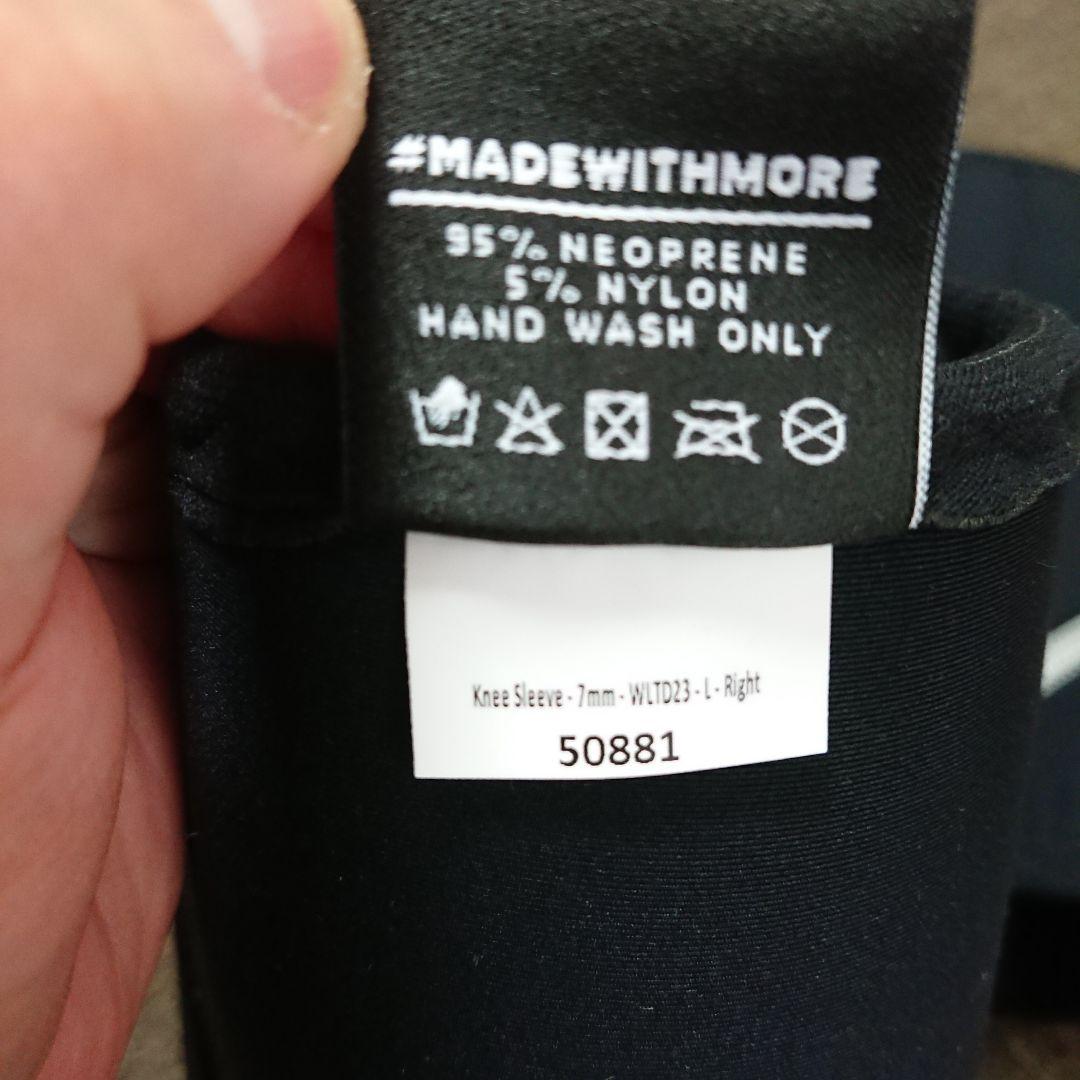 #MADEWITHMORE
95% NEOPRENE
5% NYLON
HAND WASH ONLY
Knee Sleeve - 7mm - WLTD23 - L - Right
50881